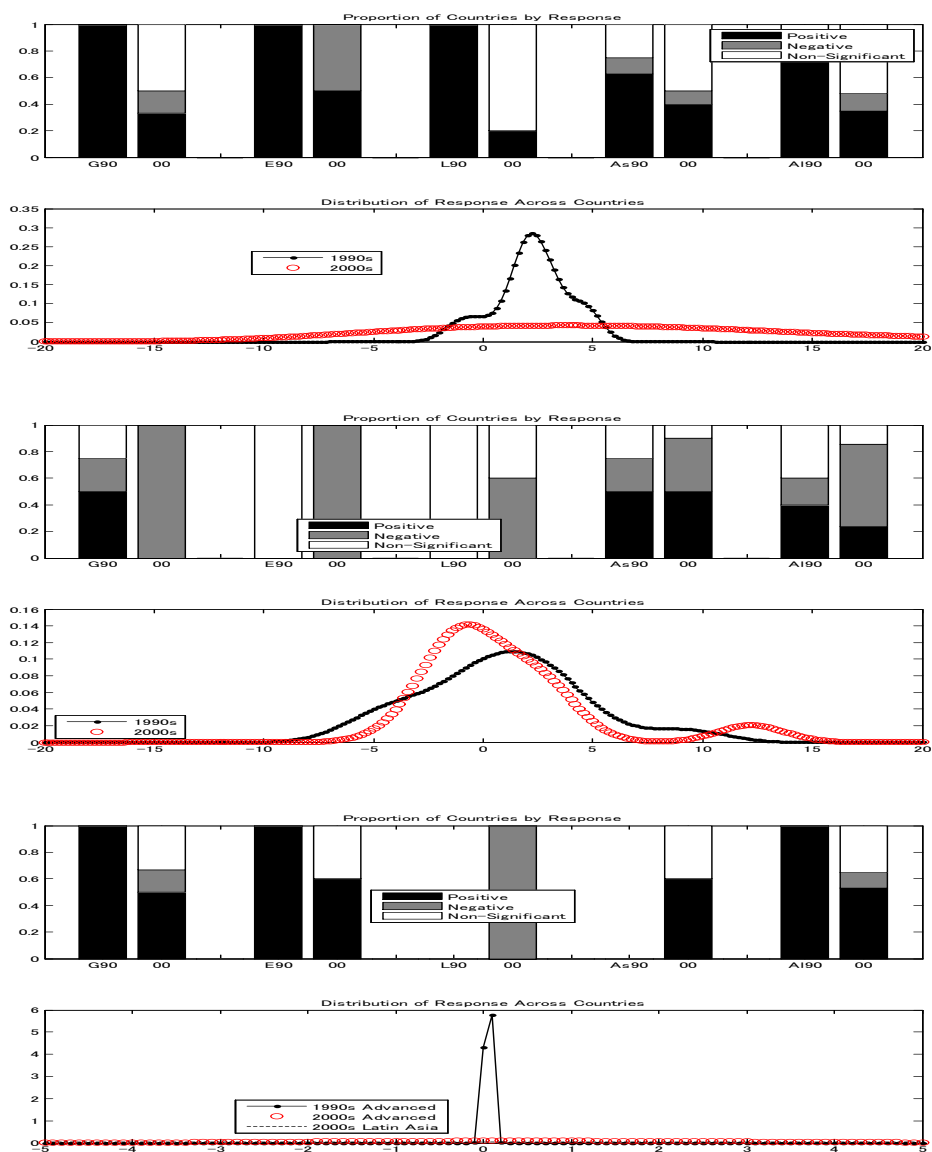 Proportion of Countries by Response
1
0.8
0.6
0.4
0.2
0
Positive
Negative
Non-Significant
G90 00 E90 00 L90 00 As90 00 Al90 00
Distribution of Response Across Countries
0.35
0.3
0.25
0.2
0.15
0.1
0.05
0
1990s
2000s
−20 −15 −10 −5 0 5 10 15 20
Proportion of Countries by Response
1
0.8
0.6
0.4
0.2
0
Positive
Negative
Non-Significant
G90 00 E90 00 L90 00 As90 00 Al90 00
Distribution of Response Across Countries
0.16
0.14
0.12
0.1
0.08
0.06
0.04
0.02
0
1990s
2000s
−20 −15 −10 −5 0 5 10 15 20
Proportion of Countries by Response
1
0.8
0.6
0.4
0.2
0
Positive
Negative
Non-Significant
G90 00 E90 00 L90 00 As90 00 Al90 00
Distribution of Response Across Countries
6
5
4
3
2
1
0
1990s Advanced
2000s Advanced
2000s Latin Asia
−5 −4 −3 −2 −1 0 1 2 3 4 5